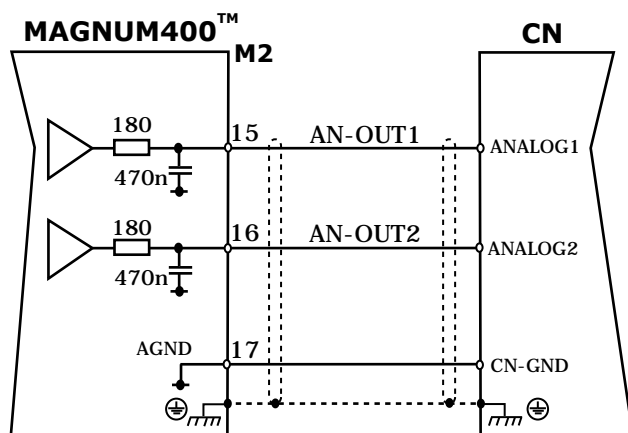 MAGNUM400™
M2
CN
180
15
AN-OUT1
ANALOG1
470n
180
16
AN-OUT2
ANALOG2
470n
AGND
17
CN-GND